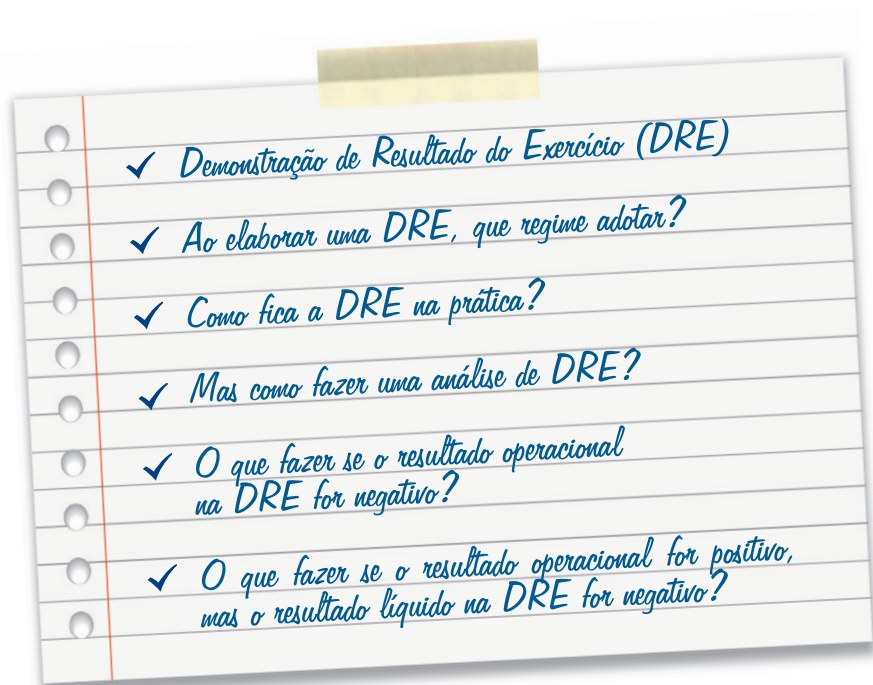 ✓ Demonstração de Resultado do Exercício (DRE)
✓ Ao elaborar uma DRE, que regime adotar?
✓ Como fica a DRE na prática?
✓ Mas como fazer uma análise de DRE?
✓ O que fazer se o resultado operacional
na DRE for negativo?
✓ O que fazer se o resultado operacional for positivo,
mas o resultado líquido na DRE for negativo?